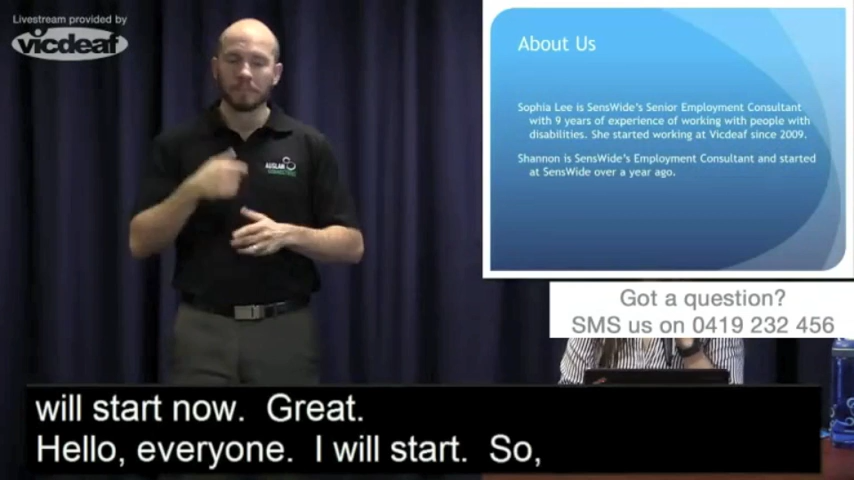 Livestream provided by
vicdeaf
About Us
Sophia Lee is SensWide's Senior Employment Consultant
with 9 years of experience of working with people with
disabilities. She started working at Vicdeaf since 2009.
Shannon is SensWide's Employment Consultant and started
at SensWide over a year ago.
AUSLAN
Got a question?
SMS us on 0419 232 456
will start now.  Great.
Hello, everyone.  I will start.  So,